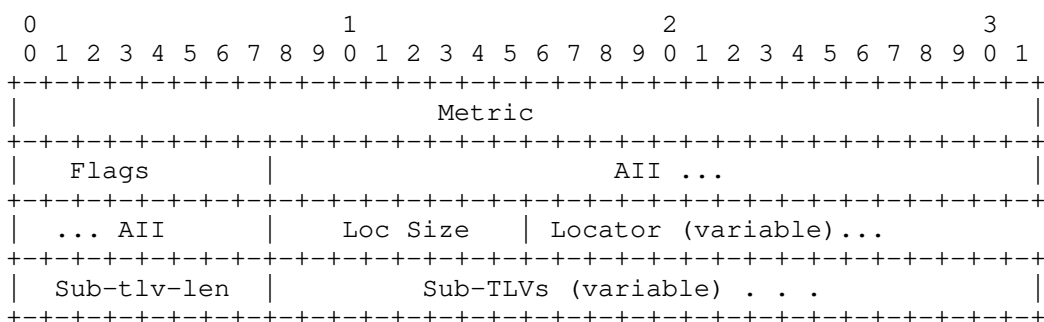 0                   1                   2                   3
 0 1 2 3 4 5 6 7 8 9 0 1 2 3 4 5 6 7 8 9 0 1 2 3 4 5 6 7 8 9 0 1
+-+-+-+-+-+-+-+-+-+-+-+-+-+-+-+-+-+-+-+-+-+-+-+-+-+-+-+-+-+-+-+-+
|                          Metric                               |
+-+-+-+-+-+-+-+-+-+-+-+-+-+-+-+-+-+-+-+-+-+-+-+-+-+-+-+-+-+-+-+-+
|   Flags       |                     AII ...                   |
+-+-+-+-+-+-+-+-+-+-+-+-+-+-+-+-+-+-+-+-+-+-+-+-+-+-+-+-+-+-+-+-+
|  ... AII      |    Loc Size   | Locator (variable)...
+-+-+-+-+-+-+-+-+-+-+-+-+-+-+-+-+-+-+-+-+-+-+-+-+-+-+-+-+-+-+-+-+
|  Sub-tlv-len  |         Sub-TLVs (variable) . . .             |
+-+-+-+-+-+-+-+-+-+-+-+-+-+-+-+-+-+-+-+-+-+-+-+-+-+-+-+-+-+-+-+-+